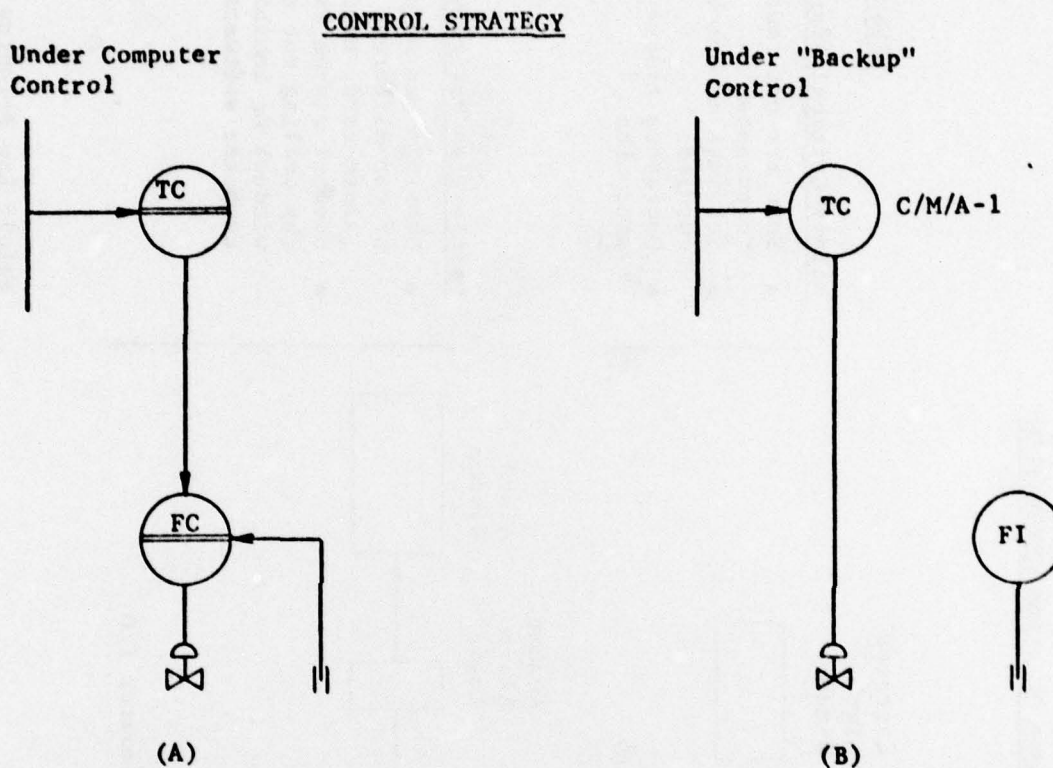 CONTROL STRATEGY
Under Computer
Control
Under "Backup"
Control
TC
TC
C/M/A-1
FC
FI
(A)
(B)